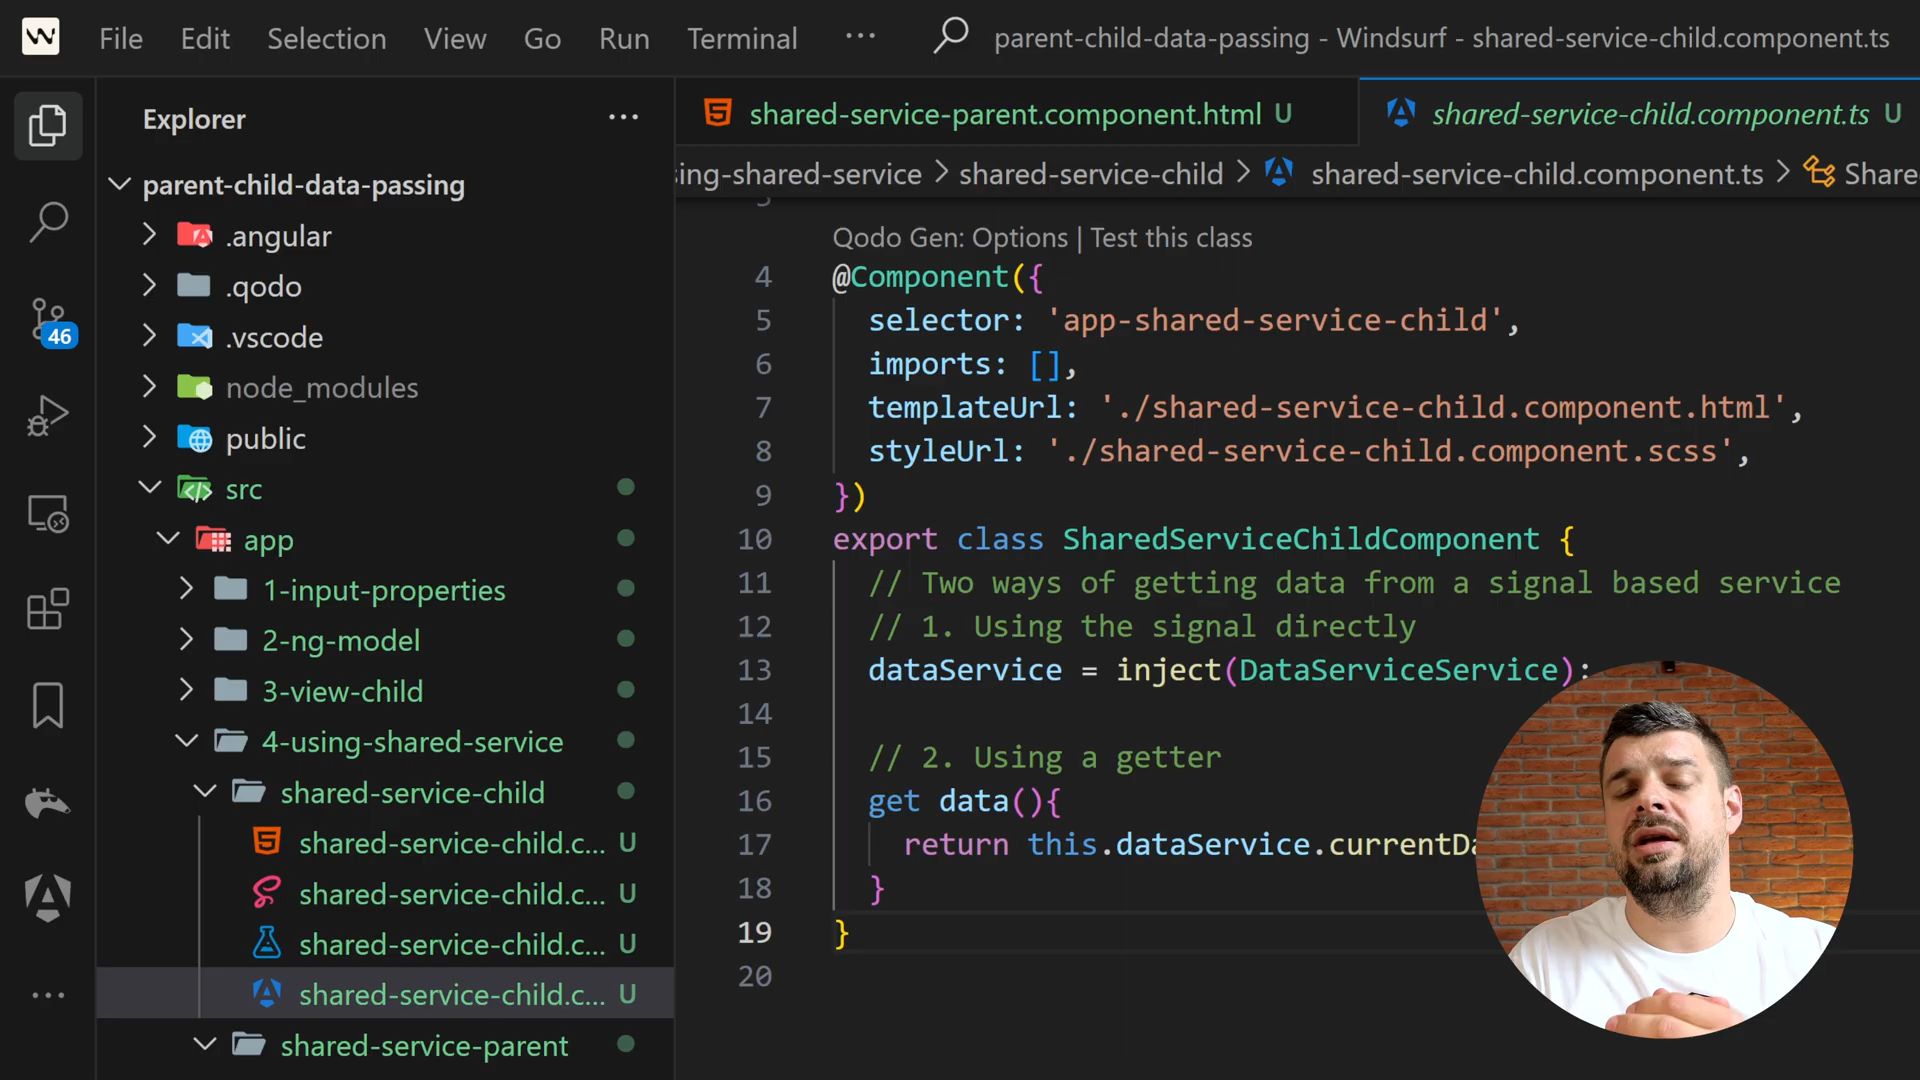 W File Edit Selection View Go Run Terminal ··· parent-child-data-passing - Windsurf - shared-service-child.component.ts
Explorer ···
parent-child-data-passing
.angular
.qodo
.vscode
node_modules
public
src
app
1-input-properties
2-ng-model
3-view-child
4-using-shared-service
shared-service-child
shared-service-child.c... U
shared-service-child.c... U
shared-service-child.c... U
shared-service-child.c... U
shared-service-parent
46
shared-service-parent.component.html U
shared-service-child.component.ts U
ing-shared-service > shared-service-child > shared-service-child.component.ts > Share
Qodo Gen: Options | Test this class
4 @Component({
5 selector: 'app-shared-service-child',
6 imports: [],
7 templateUrl: './shared-service-child.component.html',
8 styleUrl: './shared-service-child.component.scss',
9 })
10 export class SharedServiceChildComponent {
11 // Two ways of getting data from a signal based service
12 // 1. Using the signal directly
13 dataService = inject(DataServiceService);
14
15 // 2. Using a getter
16 get data(){
17 return this.dataService.currentDa
18 }
19 }
20